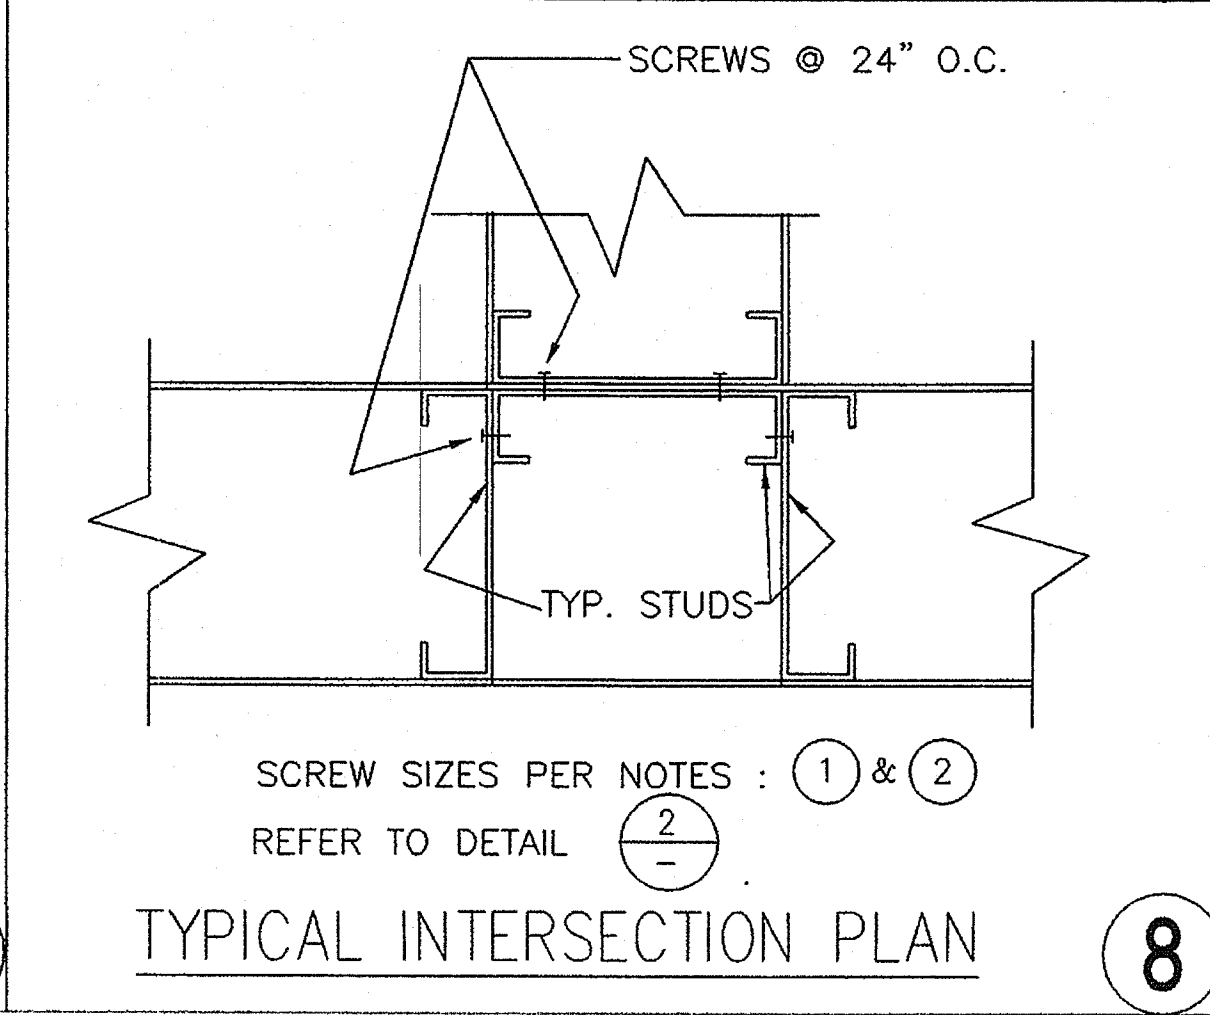 SCREWS @ 24" O.C.
TYP. STUDS
SCREW SIZES PER NOTES : 1 & 2
REFER TO DETAIL 2
–
TYPICAL INTERSECTION PLAN
8